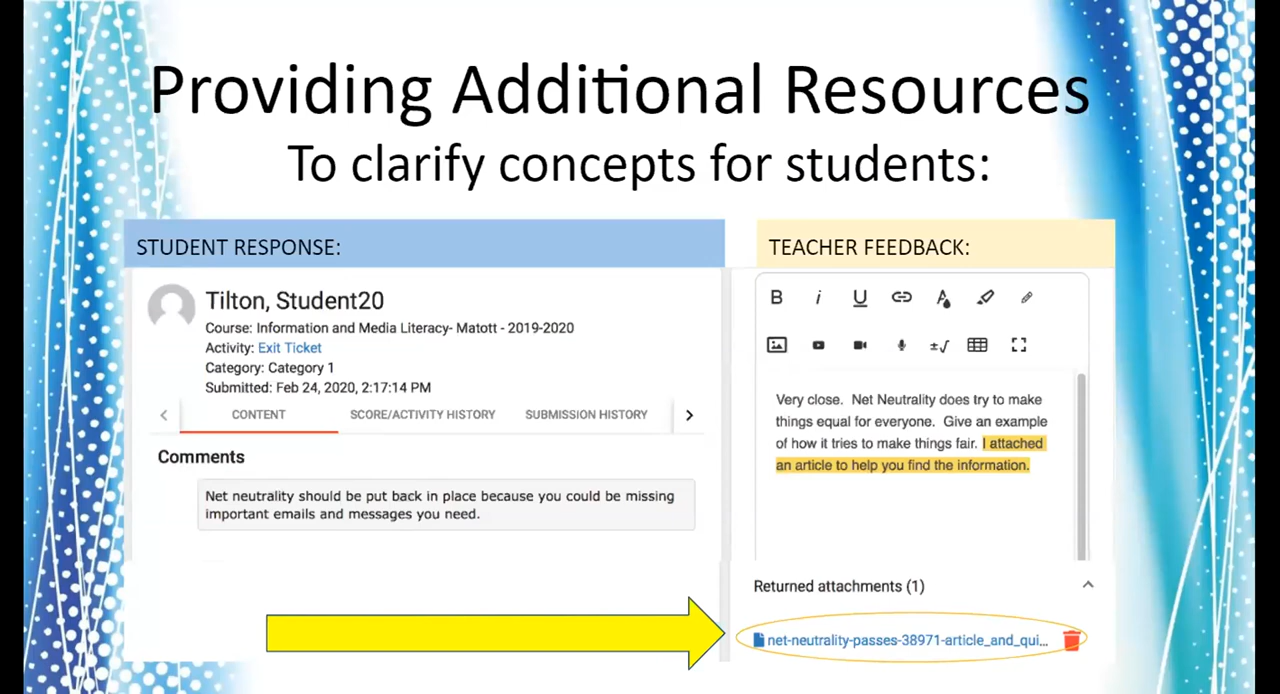 Providing Additional Resources
To clarify concepts for students:
STUDENT RESPONSE:
Tilton, Student20
Course: Information and Media Literacy- Matott - 2019-2020
Activity: Exit Ticket
Category: Category 1
Submitted: Feb 24, 2020, 2:17:14 PM
CONTENT SCORE/ACTIVITY HISTORY SUBMISSION HISTORY
Comments
Net neutrality should be put back in place because you could be missing
important emails and messages you need.
TEACHER FEEDBACK:
B i U A
±√
Very close. Net Neutrality does try to make
things equal for everyone. Give an example
of how it tries to make things fair. I attached
an article to help you find the information.
Returned attachments (1)
net-neutrality-passes-38971-article_and_qui...